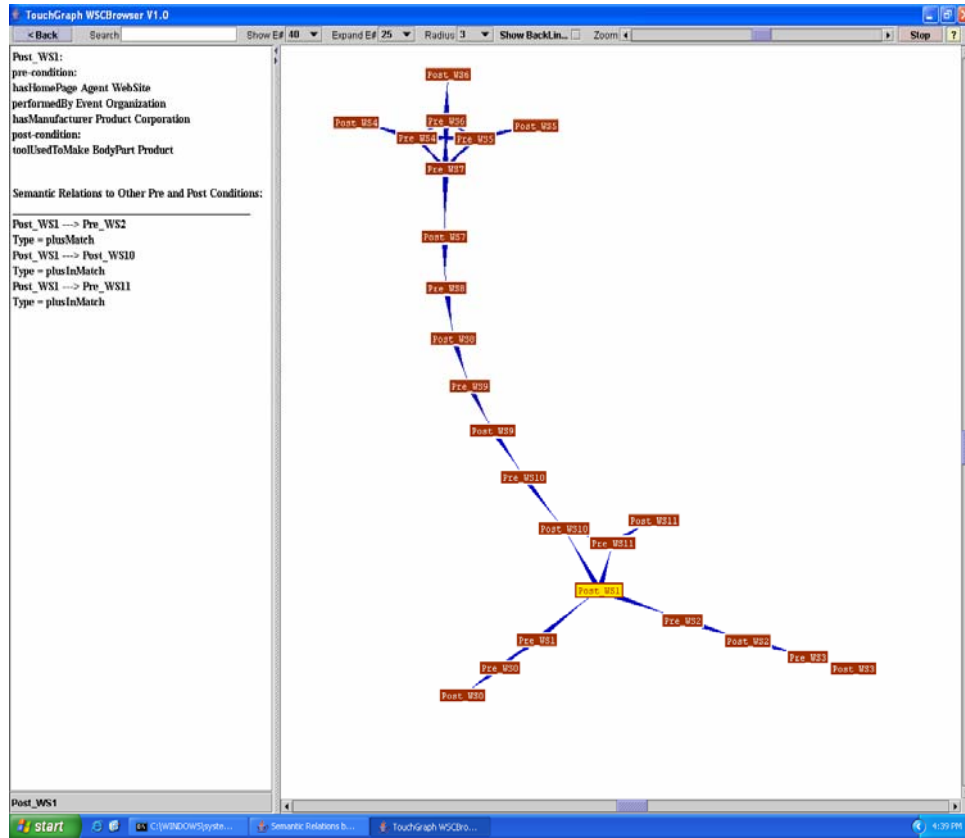 TouchGraph WSCBrowser V1.0
< Back Search Show E# 40 Expand E# 25 Radius 3 Show BackLin... Zoom Stop ?
Post_WS1:
pre-condition:
hasHomePage Agent WebSite
performedBy Event Organization
hasManufacturer Product Corporation
post-condition:
toolUsedToMake BodyPart Product
Semantic Relations to Other Pre and Post Conditions:
Post_WS1 ---> Pre_WS2
Type = plusMatch
Post_WS1 ---> Post_WS10
Type = plusInMatch
Post_WS1 ---> Pre_WS11
Type = plusInMatch
Post_WS6
Post_WS4 Pre_WS6 Post_WS5
Pre_WS4 Pre_WS5
Pre_WS7
Post_WS7
Pre_WS8
Post_WS8
Pre_WS9
Post_WS9
Pre_WS10
Post_WS10 Post_WS11
Pre_WS11
Post_WS1
Pre_WS2
Pre_WS1 Post_WS2
Pre_WS0 Pre_WS3
Post_WS0 Post_WS3
Post_WS1
start C:\WINDOWS\syste... Semantic Relations b... TouchGraph WSCBro... 4:39 PM